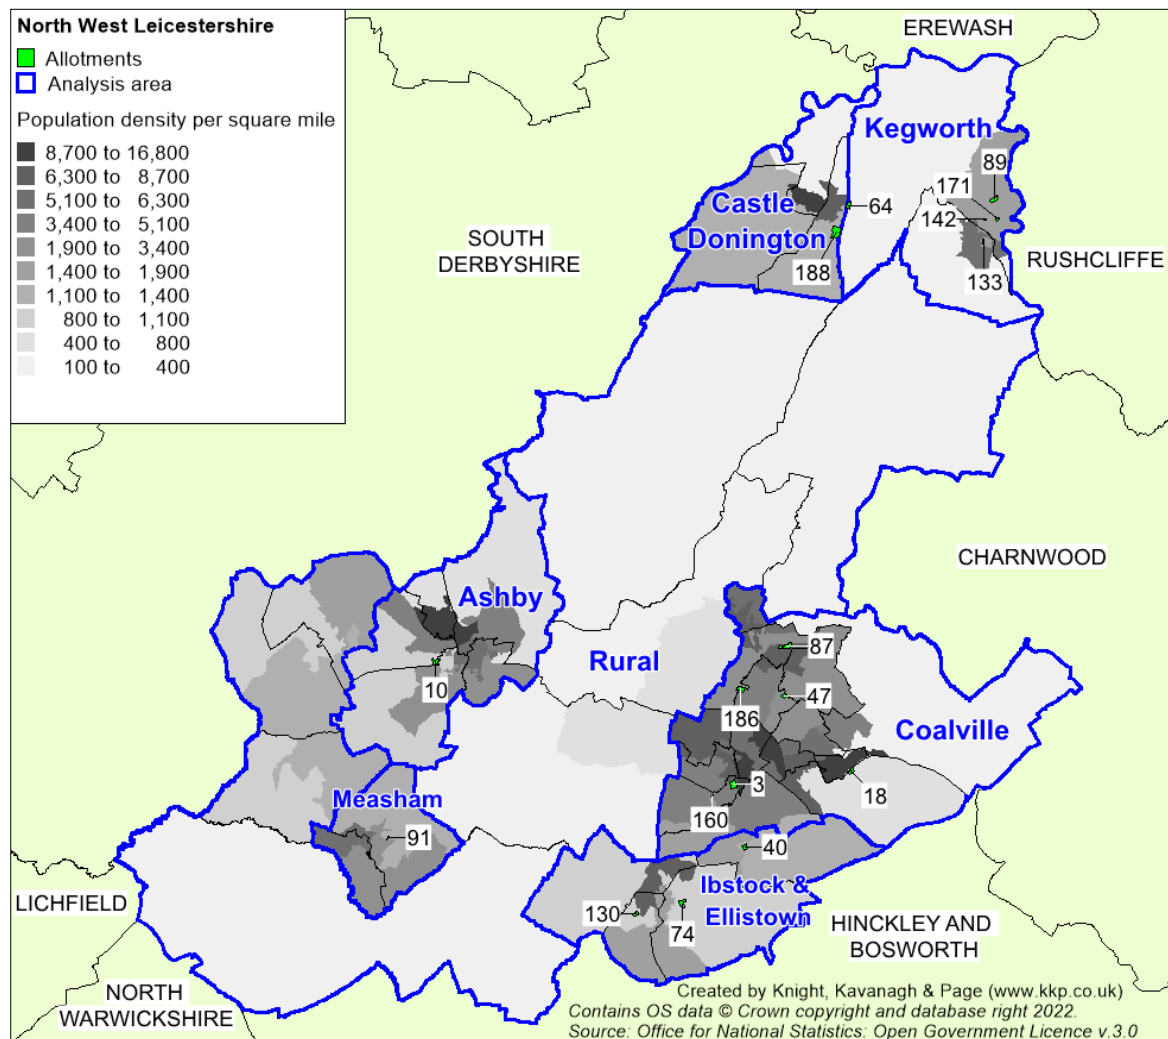 North West Leicestershire
Allotments
Analysis area
Population density per square mile
8,700 to 16,800
6,300 to 8,700
5,100 to 6,300
3,400 to 5,100
1,900 to 3,400
1,400 to 1,900
1,100 to 1,400
800 to 1,100
400 to 800
100 to 400
EREWASH
Kegworth
89
171
142
133
64
Castle
Donington
188
SOUTH
DERBYSHIRE
RUSHCLIFFE
CHARNWOOD
Ashby
10
Rural
87
47
186
Coalville
3
18
160
Measham
91
40
Ibstock &
Ellistown
130
74
LICHFIELD
HINCKLEY AND
BOSWORTH
NORTH
WARWICKSHIRE
Created by Knight, Kavanagh & Page (www.kkp.co.uk)
Contains OS data © Crown copyright and database right 2022.
Source: Office for National Statistics: Open Government Licence v.3.0